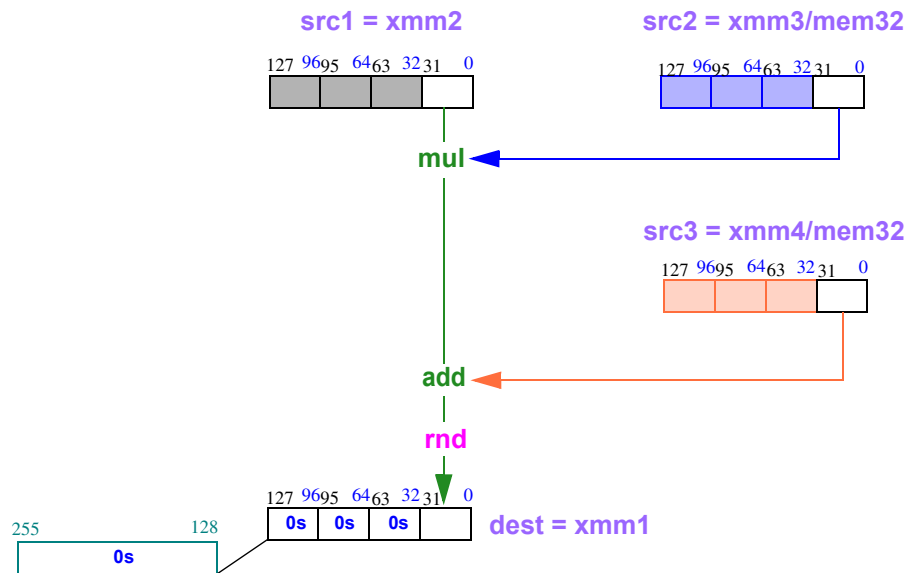 src1 = xmm2 src2 = xmm3/mem32
127 96 95 64 63 32 31 0 127 96 95 64 63 32 31 0
mul
src3 = xmm4/mem32
127 96 95 64 63 32 31 0
add
rnd
127 96 95 64 63 32 31 0
0s 0s 0s dest = xmm1
255 128
0s